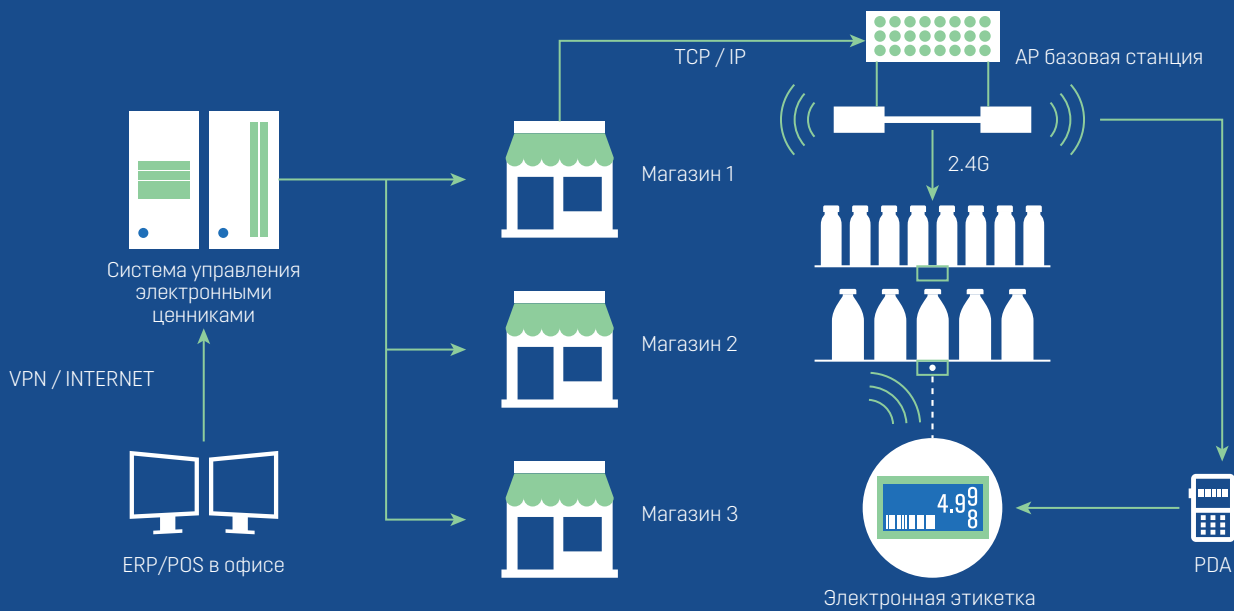 TCP / IP
AP базовая станция
2.4G
Магазин 1
Система управления
электронными
ценниками
Магазин 2
VPN / INTERNET
4.99
8
Магазин 3
ERP/POS в офисе
PDA
Электронная этикетка